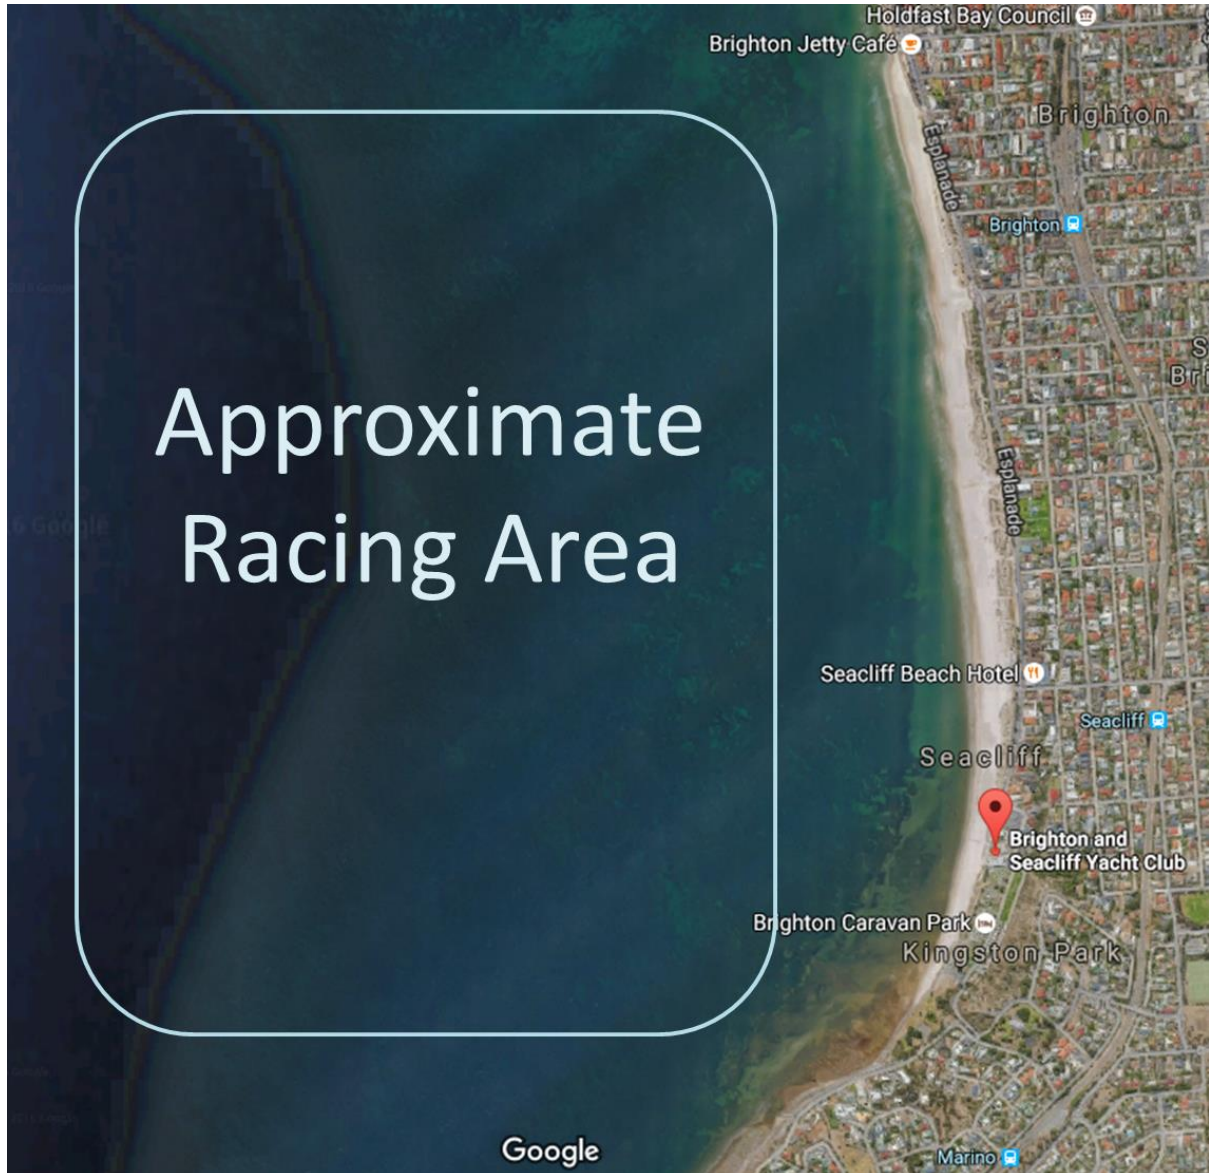 Holdfast Bay Council
Brighton Jetty Café
Brighton
Esplanade
Brighton
Approximate
Racing Area
Esplanade
Seacliff Beach Hotel
Seacliff
Seacliff
Brighton and
Seacliff Yacht Club
Brighton Caravan Park
Kingston Park
Google
Marino